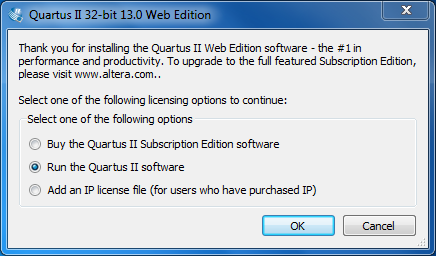 Quartus II 32-bit 13.0 Web Edition
Thank you for installing the Quartus II Web Edition software - the #1 in
performance and productivity. To upgrade to the full featured Subscription Edition,
please visit www.altera.com..
Select one of the following licensing options to continue:
Select one of the following options
Buy the Quartus II Subscription Edition software
Run the Quartus II software
Add an IP license file (for users who have purchased IP)
OK Cancel